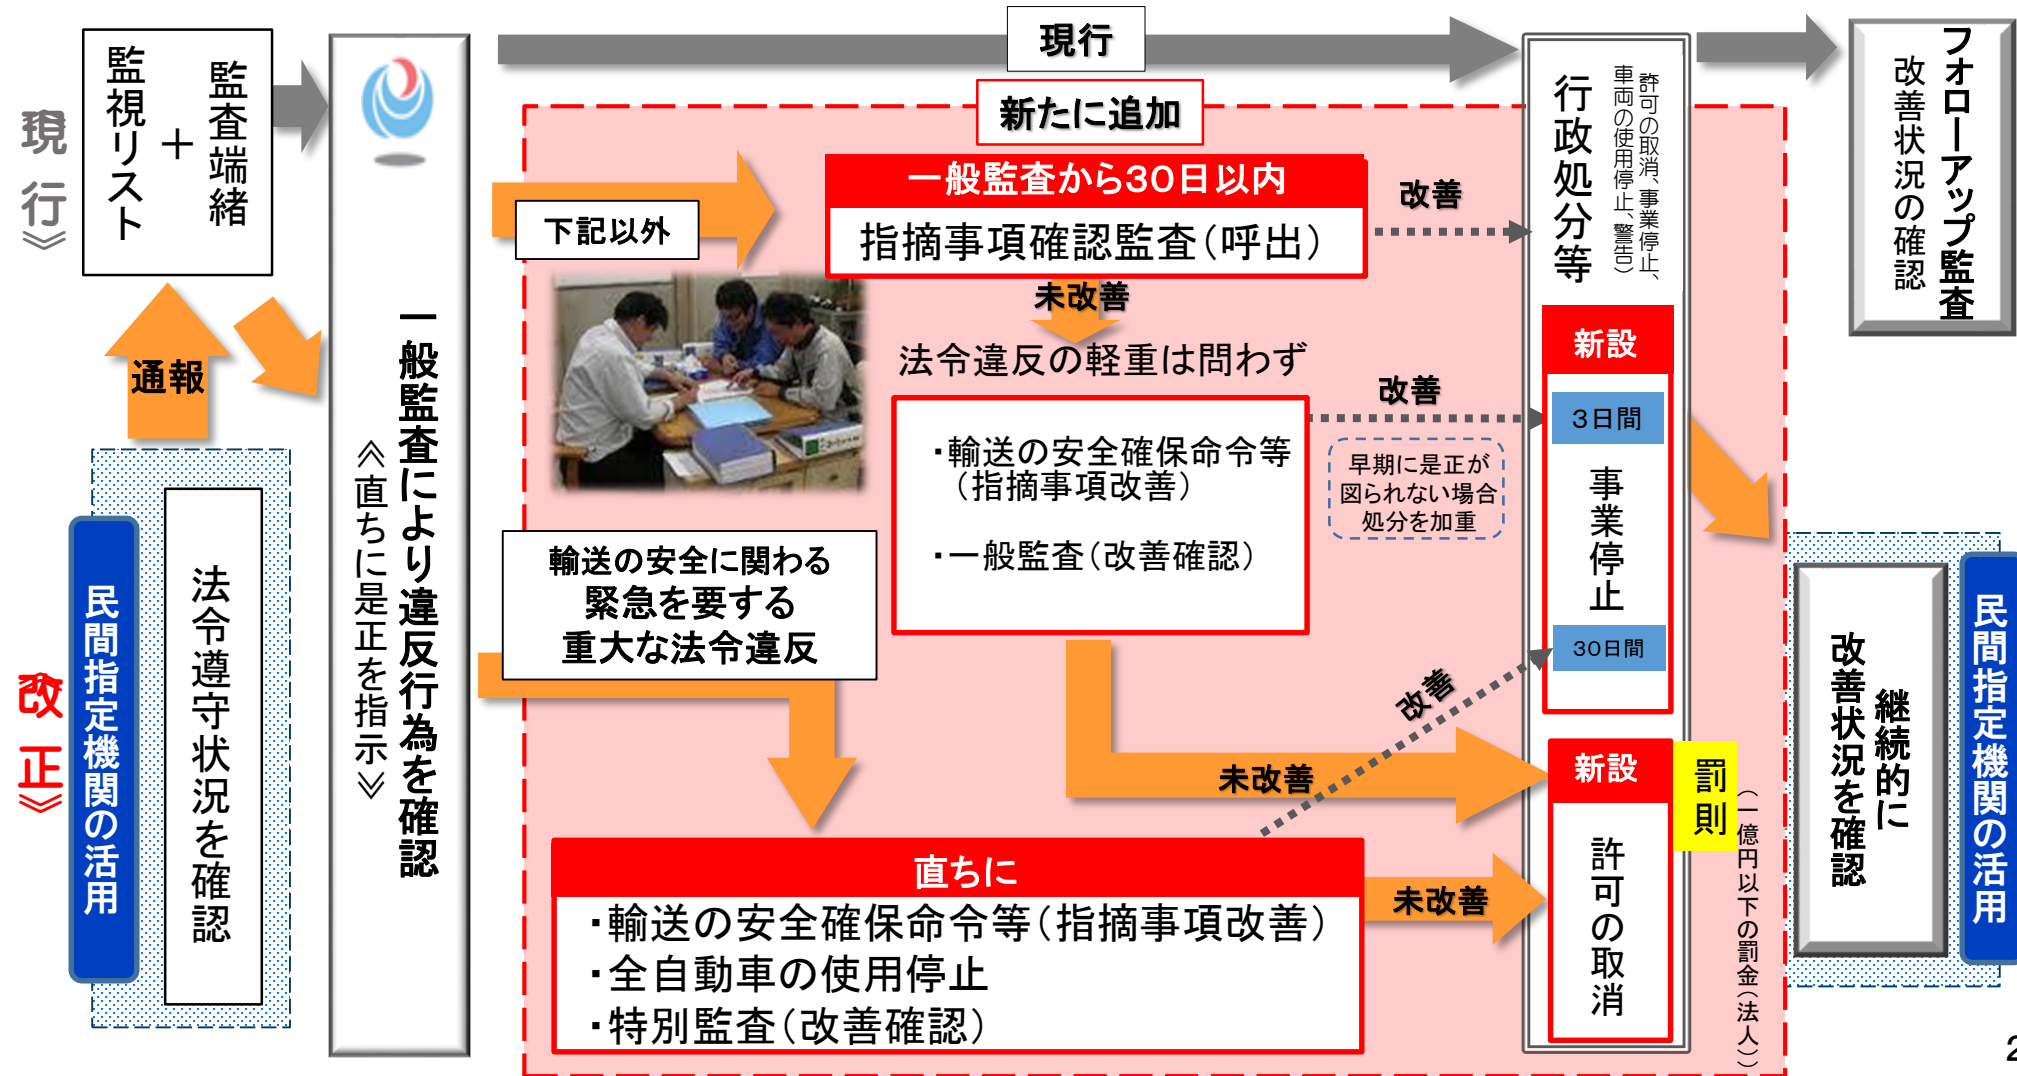 《現行》
監査端緒
＋
監視リスト
通報
《改正》
民間指定機関の活用
法令遵守状況を確認
一般監査により違反行為を確認
《直ちに是正を指示》
現行
新たに追加
下記以外
一般監査から30日以内
指摘事項確認監査（呼出）
改善
未改善
法令違反の軽重は問わず
・輸送の安全確保命令等
（指摘事項改善）
・一般監査（改善確認）
改善
早期に是正が
図られない場合
処分を加重
輸送の安全に関わる
緊急を要する
重大な法令違反
改善
未改善
直ちに
・輸送の安全確保命令等（指摘事項改善）
・全自動車の使用停止
・特別監査（改善確認）
未改善
行政処分等
（許可の取消、事業停止、
車両の使用停止、警告）
新設
3日間
事業停止
30日間
新設
許可の取消
罰則
（一億円以下の罰金（法人））
フォローアップ監査
改善状況の確認
継続的に
改善状況を確認
民間指定機関の活用
2